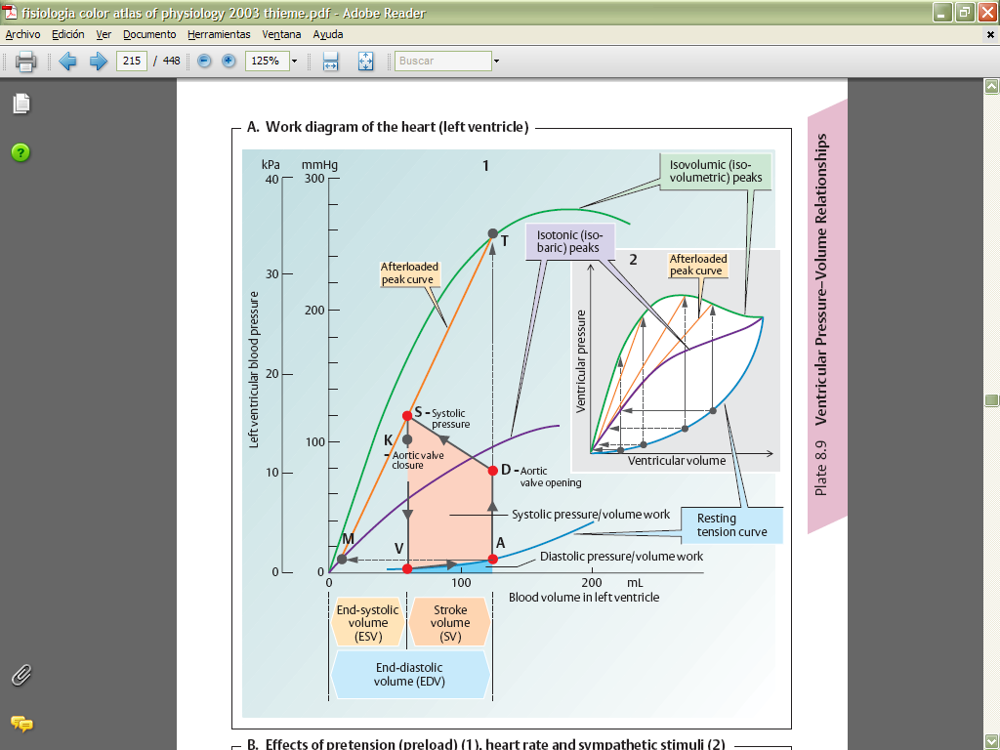 fisiologia color atlas of physiology 2003 thieme.pdf - Adobe Reader
Archivo Edición Ver Documento Herramientas Ventana Ayuda
215 / 448 125% Buscar
A. Work diagram of the heart (left ventricle)
kPa mmHg
40 300
30
200
20
100
10
0 0
Left ventricular blood pressure
1
Isovolumic (iso-
volumetric) peaks
Isotonic (iso-
baric) peaks
T
Afterloaded
peak curve
2
Afterloaded
peak curve
Ventricular pressure
Ventricular volume
S - Systolic
pressure
K
- Aortic valve
closure
D - Aortic
valve opening
Systolic pressure/volume work
Resting
tension curve
M
V
A
Diastolic pressure/volume work
0 100 200 mL
Blood volume in left ventricle
End-systolic
volume
(ESV)
Stroke
volume
(SV)
End-diastolic
volume (EDV)
Plate 8.9 Ventricular Pressure–Volume Relationships
B. Effects of pretension (preload) (1), heart rate and sympathetic stimuli (2)